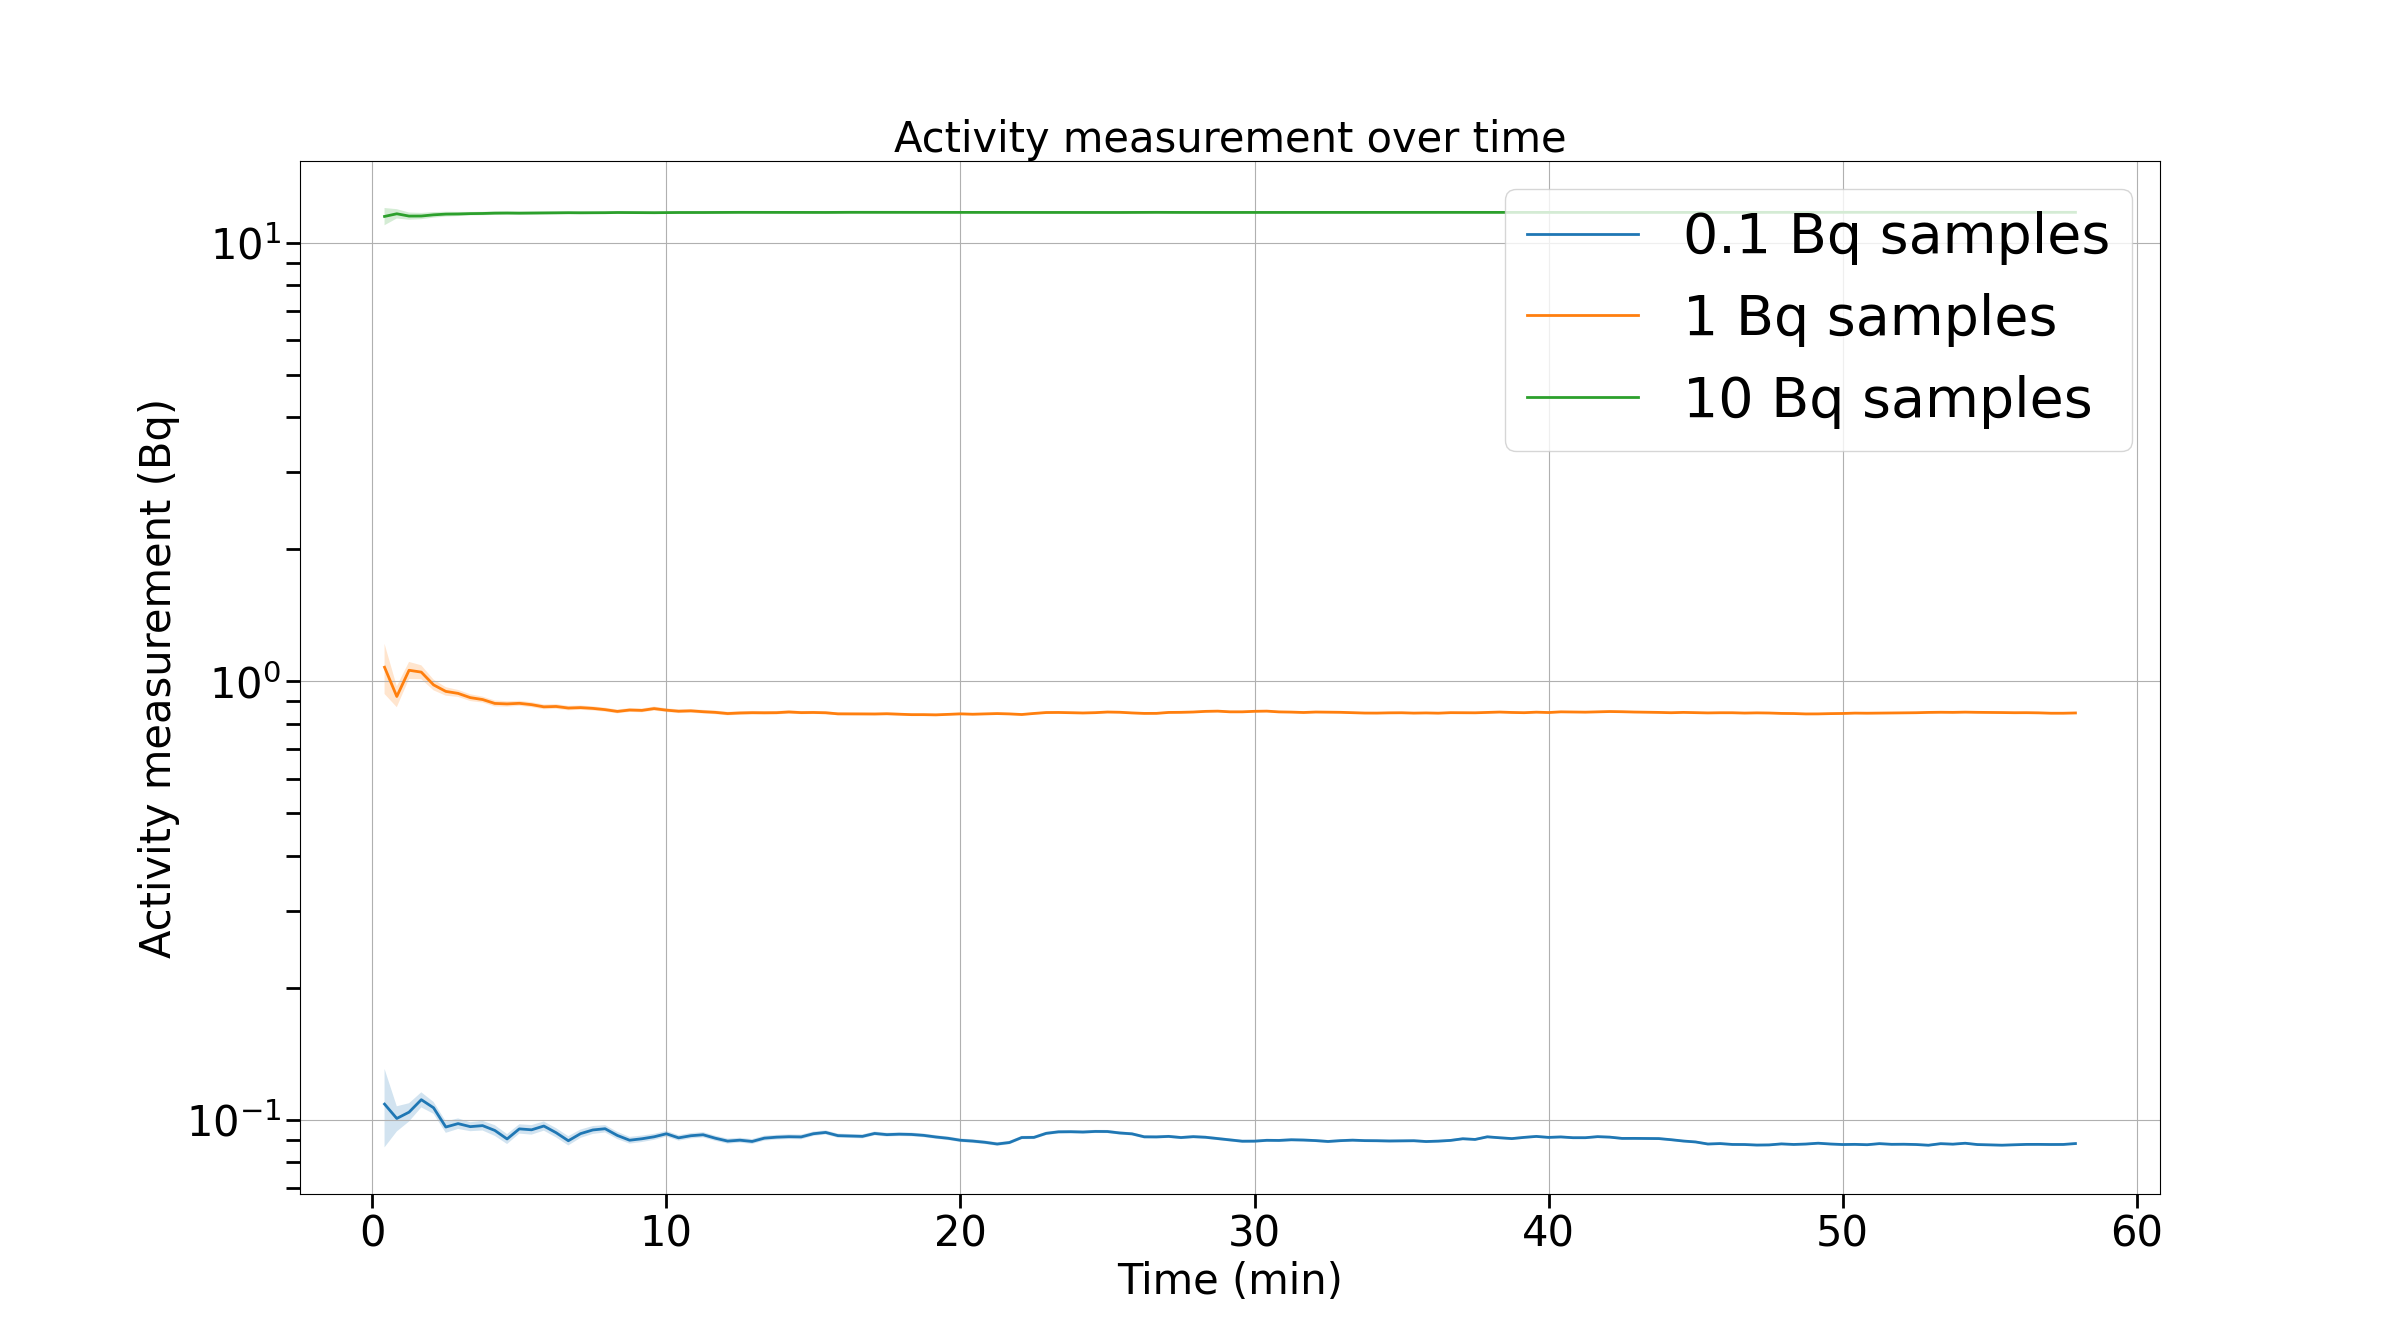 Activity measurement over time
Activity measurement (Bq)
10¹
10⁰
10⁻¹
0.1 Bq samples
1 Bq samples
10 Bq samples
0 10 20 30 40 50 60
Time (min)